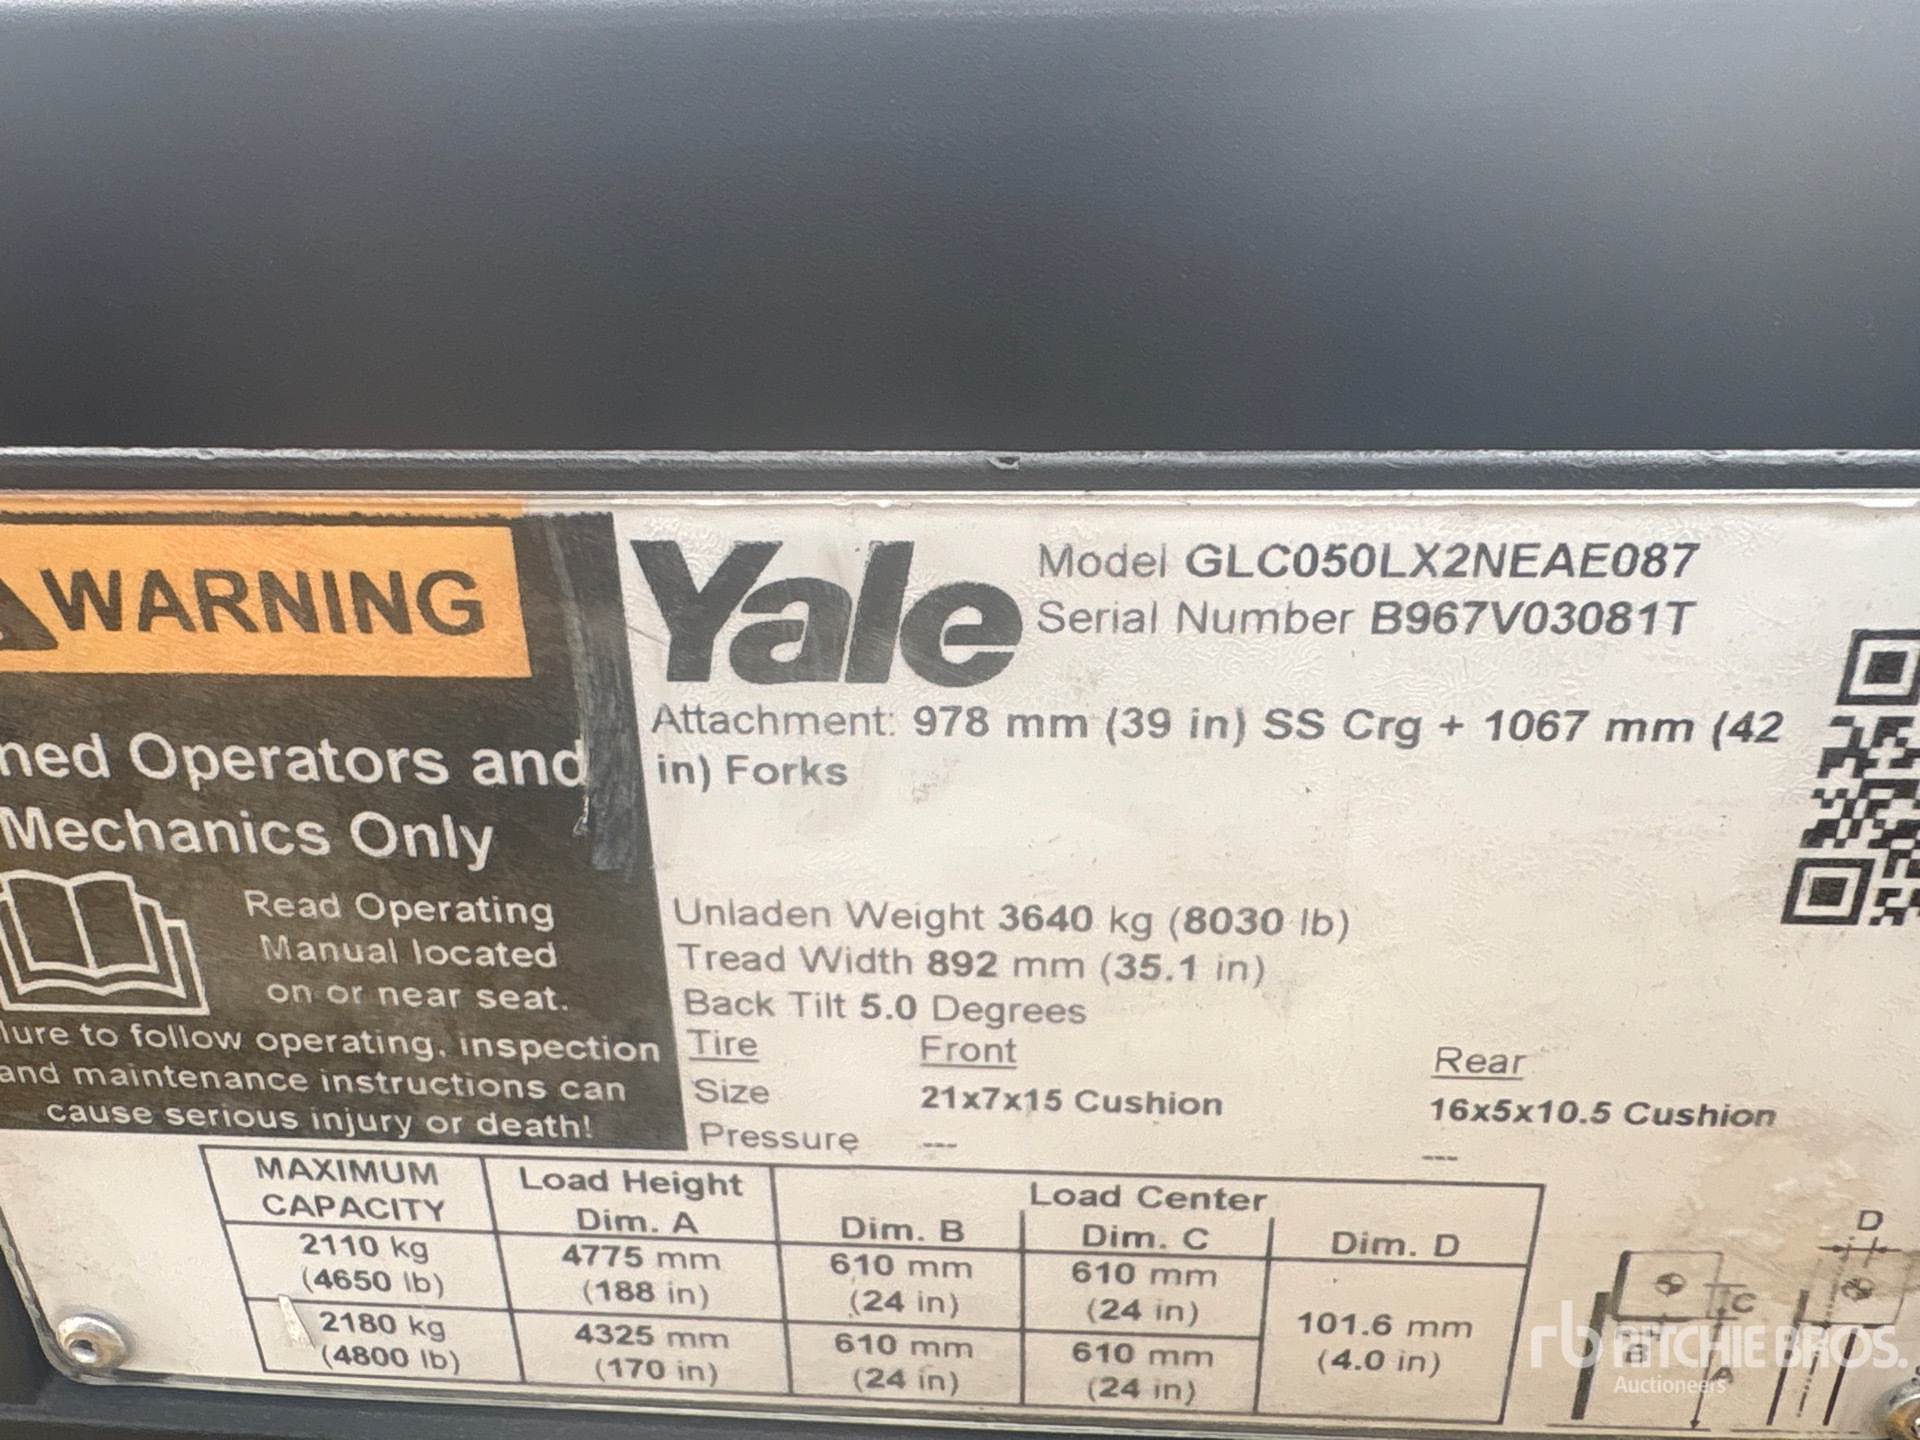 WARNING
ned Operators and
Mechanics Only
Read Operating
Manual located
on or near seat.
lure to follow operating, inspection
and maintenance instructions can
cause serious injury or death!
Yale
Model GLC050LX2NEAE087
Serial Number B967V03081T
Attachment: 978 mm (39 in) SS Crg + 1067 mm (42
in) Forks
Unladen Weight 3640 kg (8030 lb)
Tread Width 892 mm (35.1 in)
Back Tilt 5.0 Degrees
Tire Front Rear
Size 21x7x15 Cushion 16x5x10.5 Cushion
Pressure --- ---
MAXIMUM CAPACITY Load Height Dim. A Load Center
Dim. B Dim. C Dim. D
2110 kg 4775 mm 610 mm 610 mm
(4650 lb) (188 in) (24 in) (24 in)
101.6 mm
(4.0 in)
2180 kg 4325 mm 610 mm 610 mm
(4800 lb) (170 in) (24 in) (24 in)
D
C
B
A
rb RITCHIE BROS.
Auctioneers